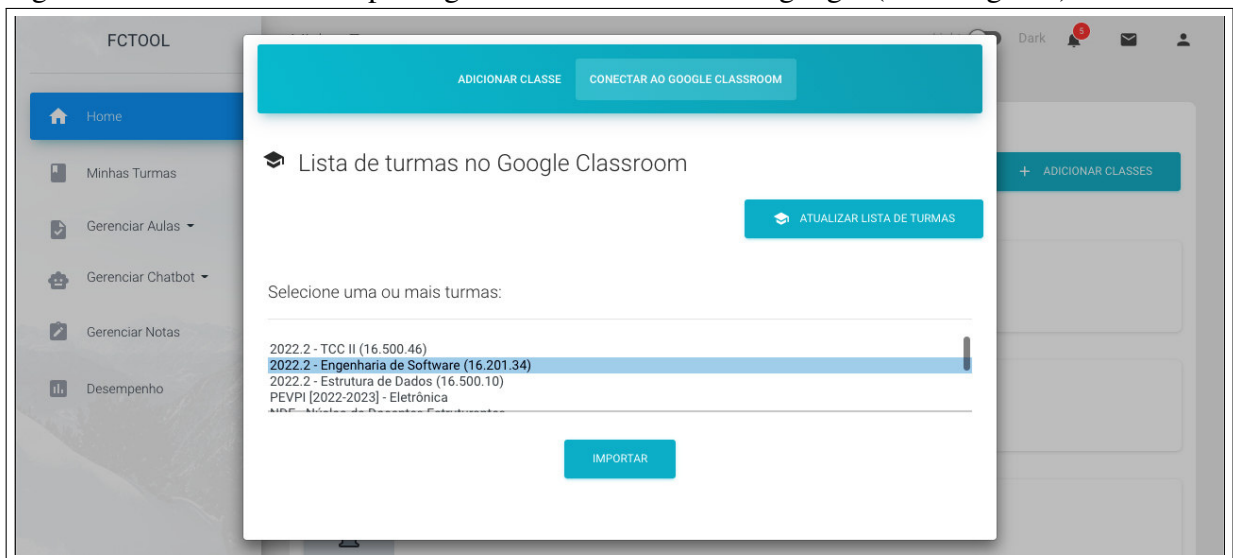 FCTOOL
Dark
5
ADICIONAR CLASSE
CONECTAR AO GOOGLE CLASSROOM
Home
Lista de turmas no Google Classroom
Minhas Turmas
+ ADICIONAR CLASSES
ATUALIZAR LISTA DE TURMAS
Gerenciar Aulas
Gerenciar Chatbot
Selecione uma ou mais turmas:
Gerenciar Notas
2022.2 - TCC II (16.500.46)
2022.2 - Engenharia de Software (16.201.34)
2022.2 - Estrutura de Dados (16.500.10)
Desempenho
PEVPI [2022-2023] - Eletrônica
IMPORTAR